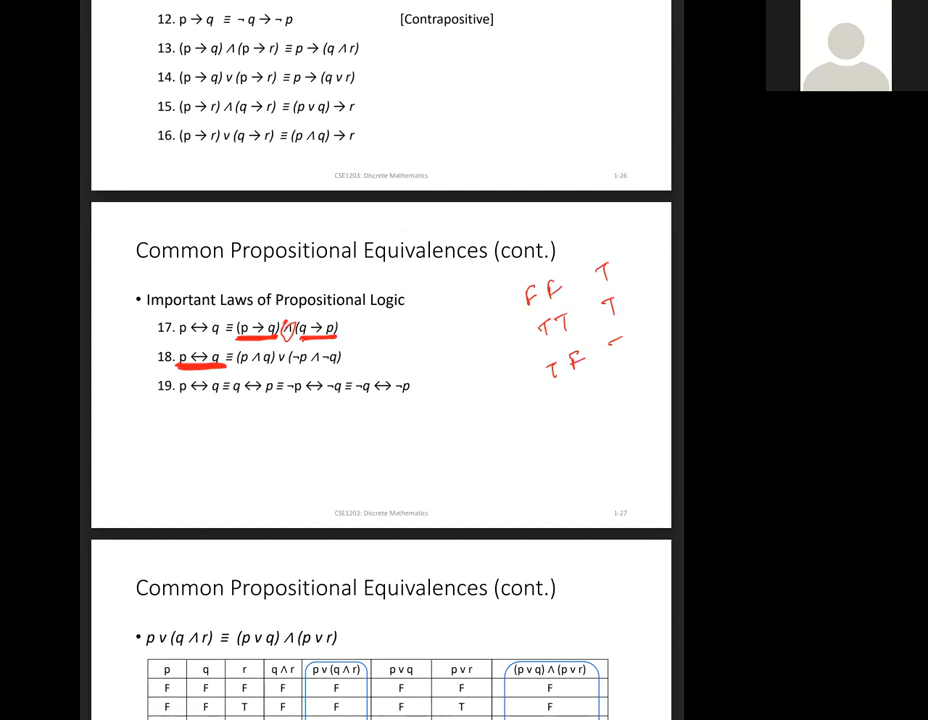 12. p → q ≡ ¬ q → ¬ p [Contrapositive]
13. (p → q) ∧ (p → r) ≡ p → (q ∧ r)
14. (p → q) v (p → r) ≡ p → (q v r)
15. (p → r) ∧ (q → r) ≡ (p v q) → r
16. (p → r) v (q → r) ≡ (p ∧ q) → r
CSE1203: Discrete Mathematics 1-26
Common Propositional Equivalences (cont.)
• Important Laws of Propositional Logic
17. p ↔ q ≡ (p → q) ∧ (q → p)
18. p ↔ q ≡ (p ∧ q) v (¬p ∧ ¬q)
19. p ↔ q ≡ q ↔ p ≡ ¬p ↔ ¬q ≡ ¬q ↔ ¬p
F F T
T T T
T F
CSE1203: Discrete Mathematics 1-27
Common Propositional Equivalences (cont.)
• p v (q ∧ r) ≡ (p v q) ∧ (p v r)
p q r q ∧ r p v (q ∧ r) p v q p v r (p v q) ∧ (p v r)
F F F F F F F F
F F T F F F T F